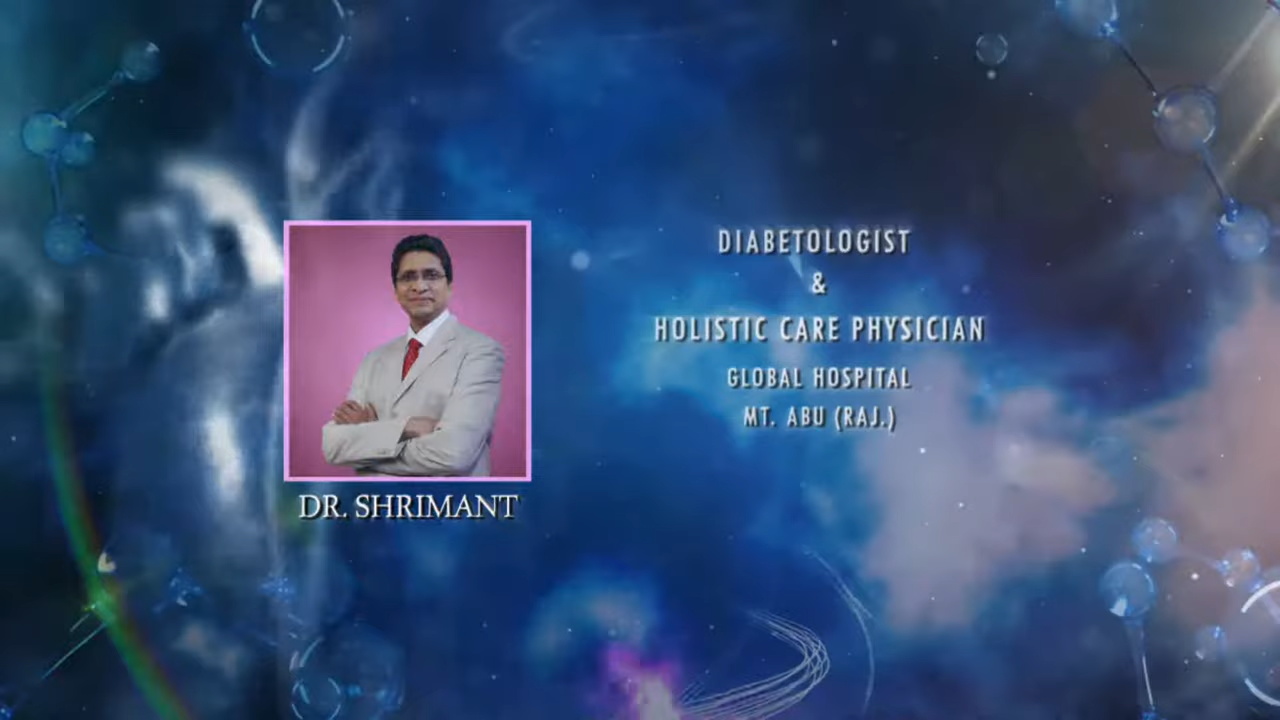 DIABETOLOGIST
&
HOLISTIC CARE PHYSICIAN
GLOBAL HOSPITAL
MT. ABU (RAJ.)
DR. SHRIMANT